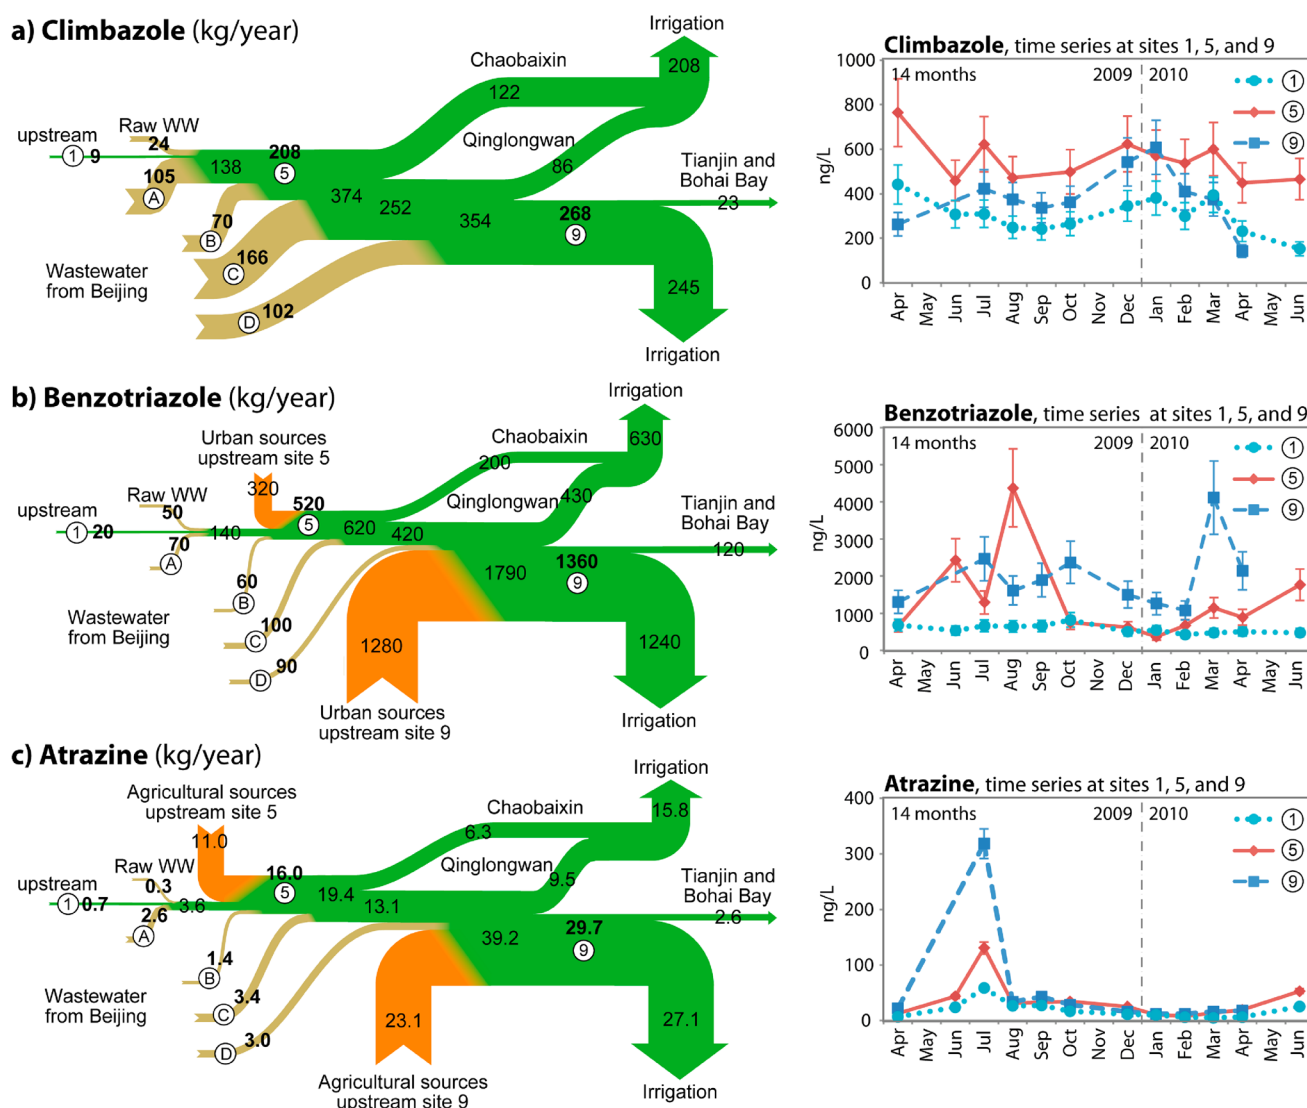 a) Climbazole (kg/year)
Irrigation
208
Chaobaixin
122
Raw WW
24
upstream
1 9
Qinglongwan
86
208
5
138
105
A
374
252
354
268
9
Tianjin and
Bohai Bay
23
70
B
166
C
Wastewater
from Beijing
102
D
245
Irrigation
Climbazole, time series at sites 1, 5, and 9
14 months
2009
2010
1
5
9
ng/L
1000
800
600
400
200
0
Apr May Jun Jul Aug Sep Oct Nov Dec Jan Feb Mar Apr May Jun
b) Benzotriazole (kg/year)
Irrigation
630
Urban sources
upstream site 5
320
Chaobaixin
200
Raw WW
50
upstream
1 20
520
5
Qinglongwan
430
Tianjin and
Bohai Bay
120
140
620
420
70
A
1790
1360
9
60
B
Wastewater
from Beijing
100
C
90
D
1280
1240
Urban sources
upstream site 9
Irrigation
Benzotriazole, time series at sites 1, 5, and 9
14 months
2009
2010
1
5
9
ng/L
6000
5000
4000
3000
2000
1000
0
Apr May Jun Jul Aug Sep Oct Nov Dec Jan Feb Mar Apr May Jun
c) Atrazine (kg/year)
Irrigation
15.8
Agricultural sources
upstream site 5
11.0
Chaobaixin
6.3
Raw WW
0.3
upstream
1 0.7
16.0
5
Qinglongwan
9.5
Tianjin and
Bohai Bay
2.6
3.6
19.4
13.1
2.6
A
39.2
29.7
9
1.4
B
Wastewater
from Beijing
3.4
C
3.0
D
23.1
27.1
Agricultural sources
upstream site 9
Irrigation
Atrazine, time series at sites 1, 5, and 9
14 months
2009
2010
1
5
9
ng/L
400
300
200
100
0
Apr May Jun Jul Aug Sep Oct Nov Dec Jan Feb Mar Apr May Jun